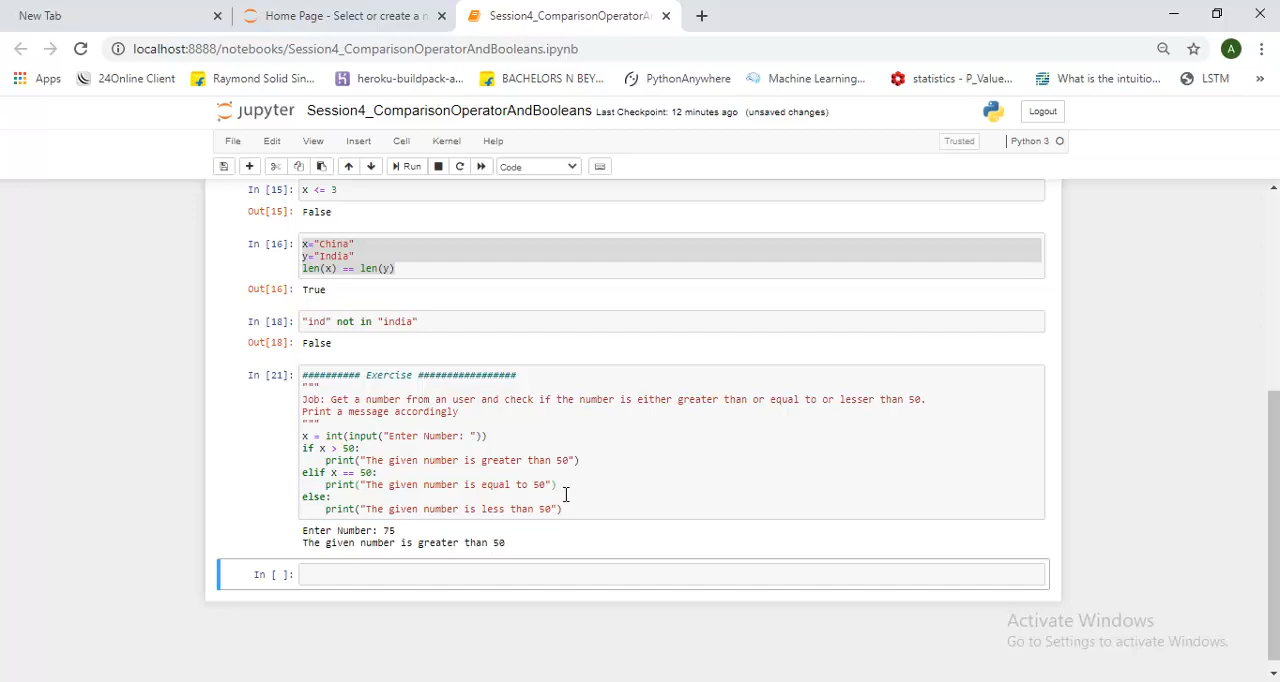 New Tab
Home Page - Select or create a n
Session4_ComparisonOperatorA
localhost:8888/notebooks/Session4_ComparisonOperatorAndBooleans.ipynb
A
Apps
24Online Client
Raymond Solid Sin...
heroku-buildpack-a...
BACHELORS N BEY...
PythonAnywhere
Machine Learning...
statistics - P_Value...
What is the intuitio...
LSTM
»
jupyter
Session4_ComparisonOperatorAndBooleans Last Checkpoint: 12 minutes ago (unsaved changes)
Logout
File Edit View Insert Cell Kernel Help
Trusted
Python 3
Run
Code
In [15]: x <= 3
Out[15]: False
In [16]: x="China"
y="India"
len(x) == len(y)
Out[16]: True
In [18]: "ind" not in "india"
Out[18]: False
In [21]: ########## Exercise #################
"""
Job: Get a number from an user and check if the number is either greater than or equal to or lesser than 50.
Print a message accordingly
"""
x = int(input("Enter Number: "))
if x > 50:
print("The given number is greater than 50")
elif x == 50:
print("The given number is equal to 50")
else:
print("The given number is less than 50")
Enter Number: 75
The given number is greater than 50
In [ ]:
Activate Windows
Go to Settings to activate Windows.